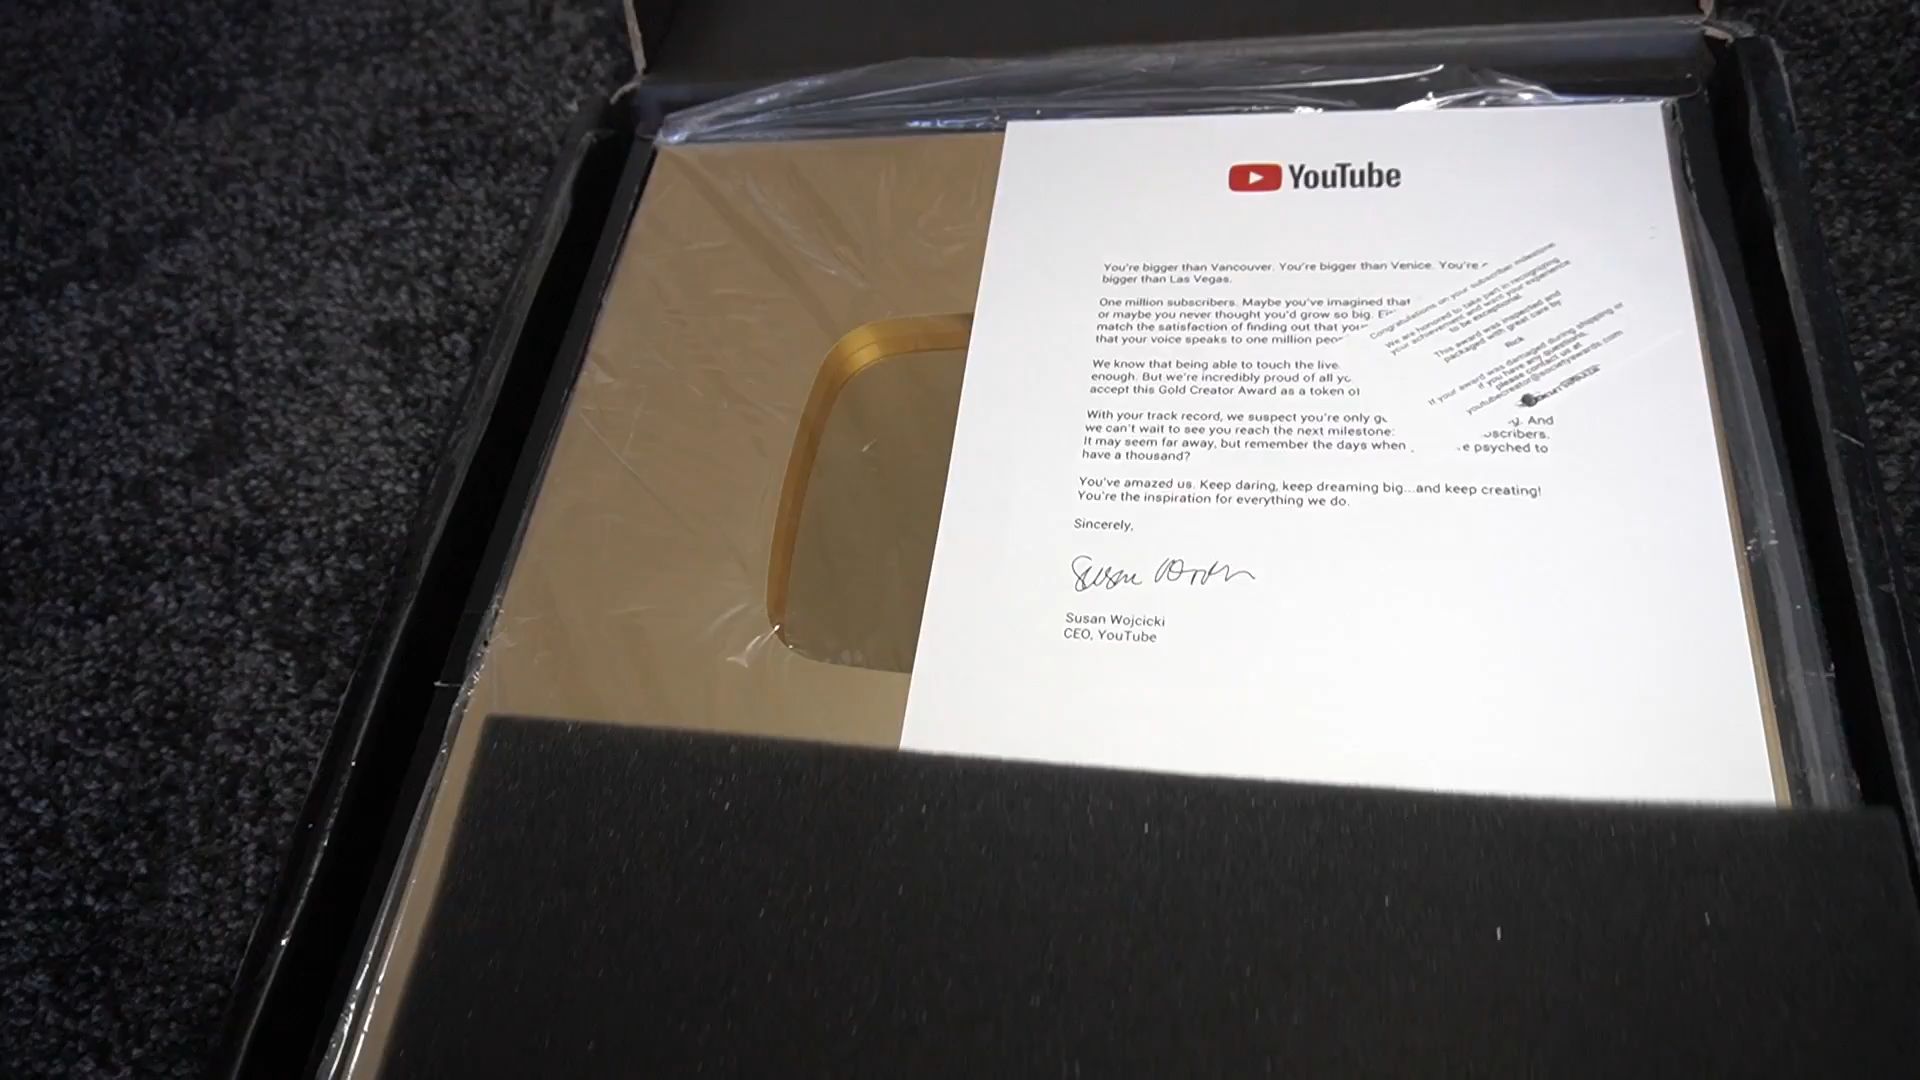 YouTube
You're bigger than Vancouver. You're bigger than Venice. You're
bigger than Las Vegas.
One million subscribers. Maybe you've imagined that
or maybe you never thought you'd grow so big.
match the satisfaction of finding out that
that your voice speaks to one million
We know that being able to touch the
enough. But we're incredibly proud of all
accept this Gold Creator Award as a token
With your track record, we suspect you're only
we can't wait to see you reach the next milestone:
And
It may seem far away, but remember the days when
psyched to
have a thousand?
You've amazed us. Keep daring, keep dreaming big...and keep creating!
You're the inspiration for everything we do.
Sincerely,
Susan Wojcicki
CEO, YouTube
Congratulations on your subscriber milestone
We are honored to take part in recognizing
your achievement and want your experience
to be exceptional.
This award was inspected and
packaged with great care by
Rick
If your award was damaged during shipping or
if you have any questions,
please contact us at
youtubecreator@societyawards.com